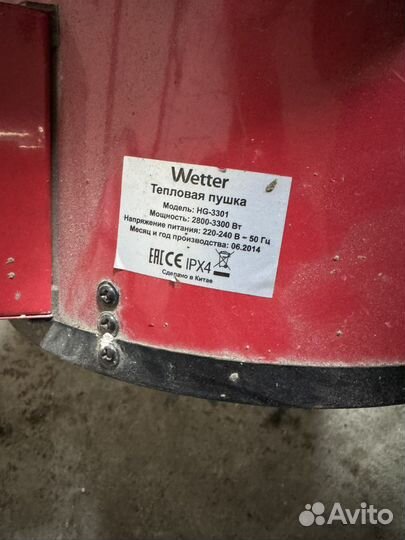 Wetter
Тепловая пушка
Модель: HG-3301
Мощность: 2800-3300 Вт
Напряжение питания: 220-240 В ~ 50 Гц
Месяц и год производства: 06.2014
EAC CE IPX4
Сделано в Китае
Avito